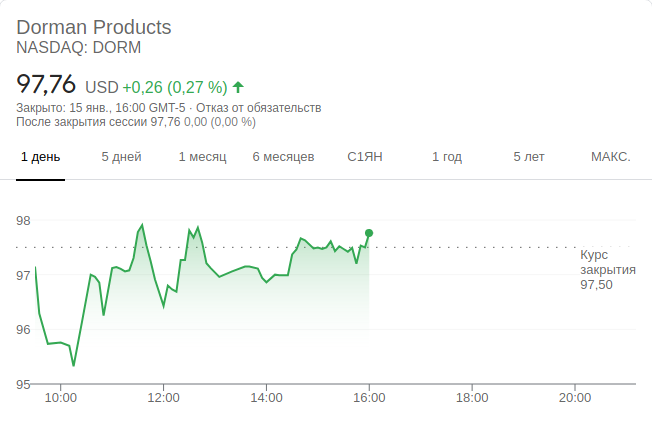 Dorman Products
NASDAQ: DORM
97,76 USD +0,26 (0,27 %)
Закрыто: 15 янв., 16:00 GMT-5 · Отказ от обязательств
После закрытия сессии 97,76 0,00 (0,00 %)
1 день 5 дней 1 месяц 6 месяцев С1ЯН 1 год 5 лет МАКС.
98
Курс
закрытия
97,50
97
96
95
10:00 12:00 14:00 16:00 18:00 20:00